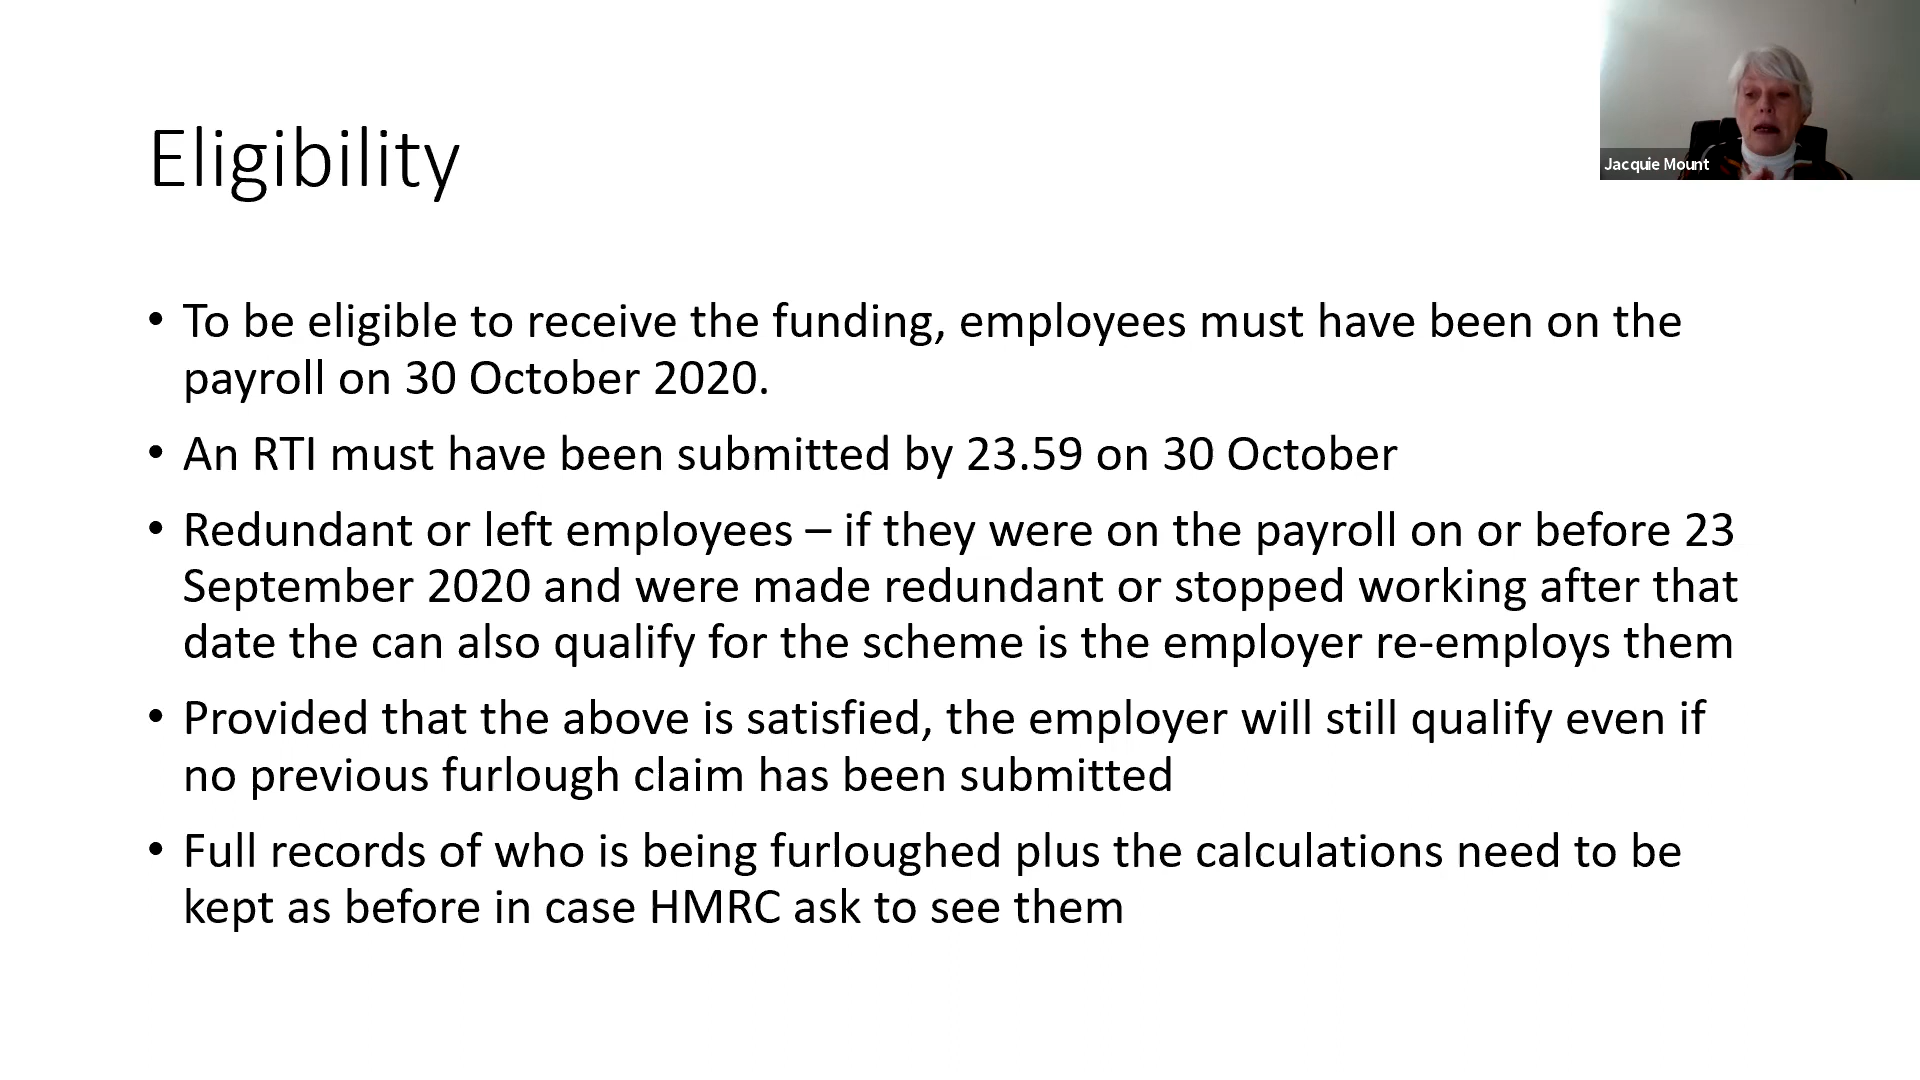 Jacquie Mount
Eligibility
• To be eligible to receive the funding, employees must have been on the
payroll on 30 October 2020.
• An RTI must have been submitted by 23.59 on 30 October
• Redundant or left employees – if they were on the payroll on or before 23
September 2020 and were made redundant or stopped working after that
date the can also qualify for the scheme is the employer re-employs them
• Provided that the above is satisfied, the employer will still qualify even if
no previous furlough claim has been submitted
• Full records of who is being furloughed plus the calculations need to be
kept as before in case HMRC ask to see them